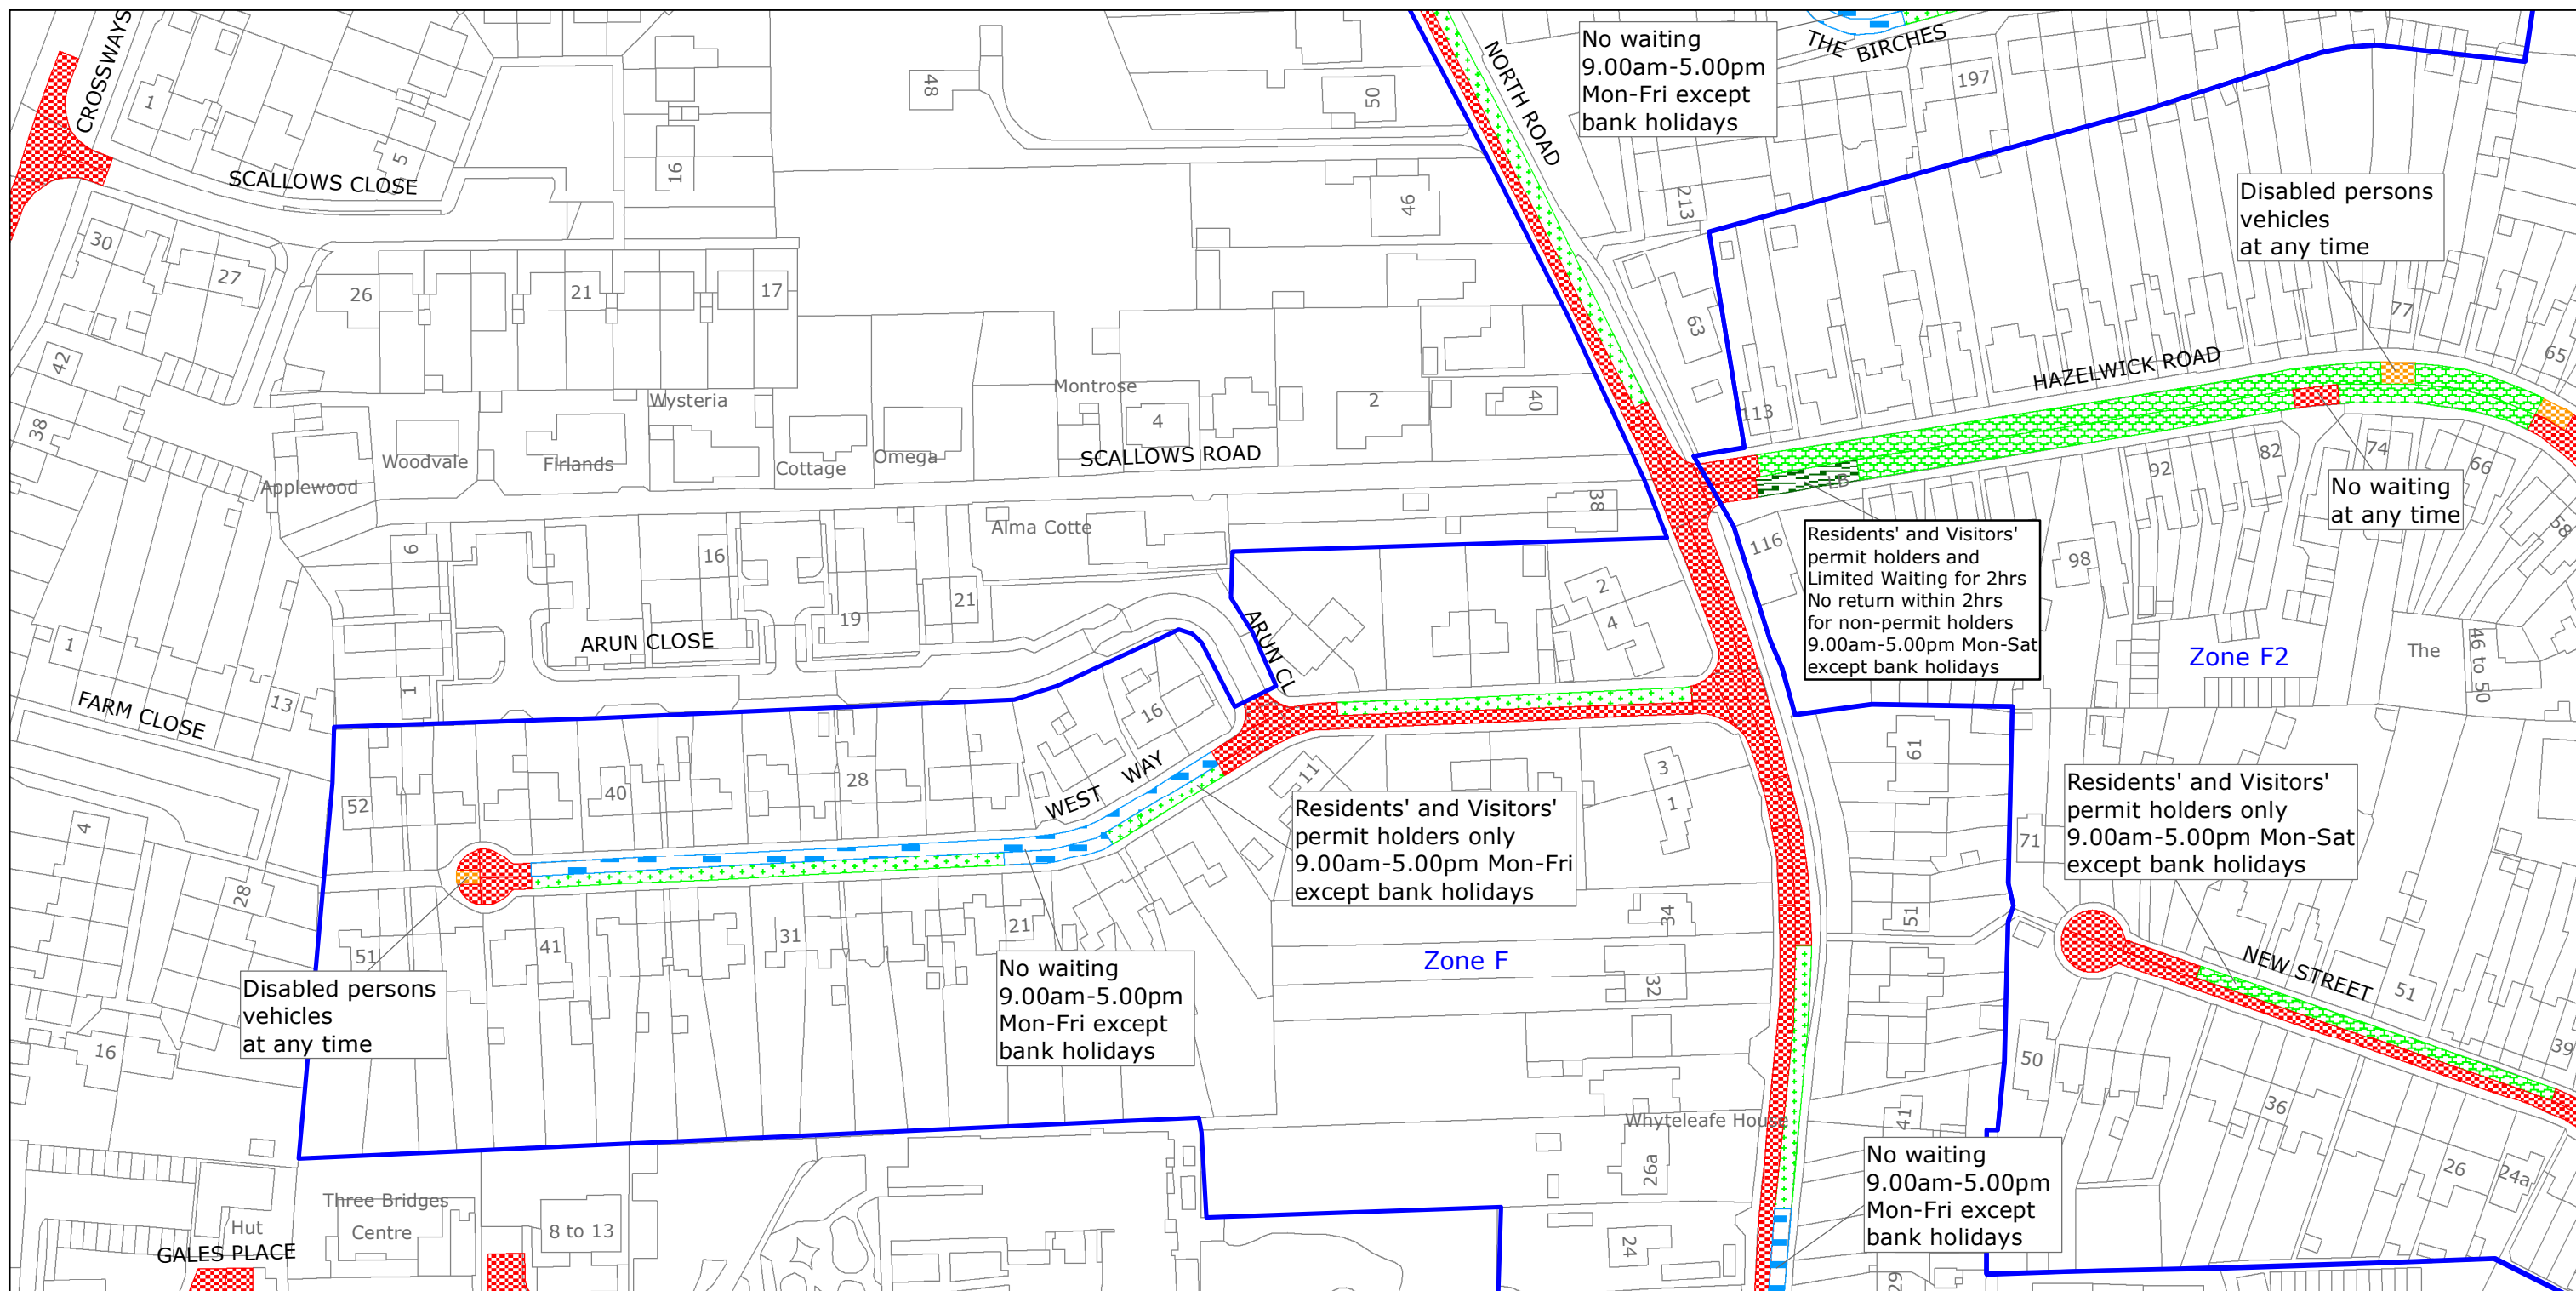 CROSSWAYS
1
5
SCALLOWS CLOSE
16
48
50
NORTH ROAD
No waiting
9.00am-5.00pm
Mon-Fri except
bank holidays
THE BIRCHES
197
213
46
Disabled persons
vehicles
at any time
30
27
26
21
17
63
77
65
42
38
Wysteria
Montrose
4
2
40
113
HAZELWICK ROAD
Woodvale
Firlands
Cottage
Omega
SCALLOWS ROAD
Applewood
LB
92
82
74
66
58
No waiting
at any time
38
Alma Cotte
6
16
19
21
ARUN CLOSE
1
ARUN CL
2
4
116
98
Residents' and Visitors'
permit holders and
Limited Waiting for 2hrs
No return within 2hrs
for non-permit holders
9.00am-5.00pm Mon-Sat
except bank holidays
Zone F2
The
46 to 50
1
13
FARM CLOSE
16
WEST WAY
52
40
28
11
3
1
61
71
Residents' and Visitors'
permit holders only
9.00am-5.00pm Mon-Fri
except bank holidays
Residents' and Visitors'
permit holders only
9.00am-5.00pm Mon-Sat
except bank holidays
4
28
51
41
31
21
34
51
Zone F
32
NEW STREET
51
39
Disabled persons
vehicles
at any time
No waiting
9.00am-5.00pm
Mon-Fri except
bank holidays
16
50
36
Whyteleafe House
41
29a
26
24a
No waiting
9.00am-5.00pm
Mon-Fri except
bank holidays
Three Bridges
Centre
Hut
8 to 13
GALES PLACE
24
29